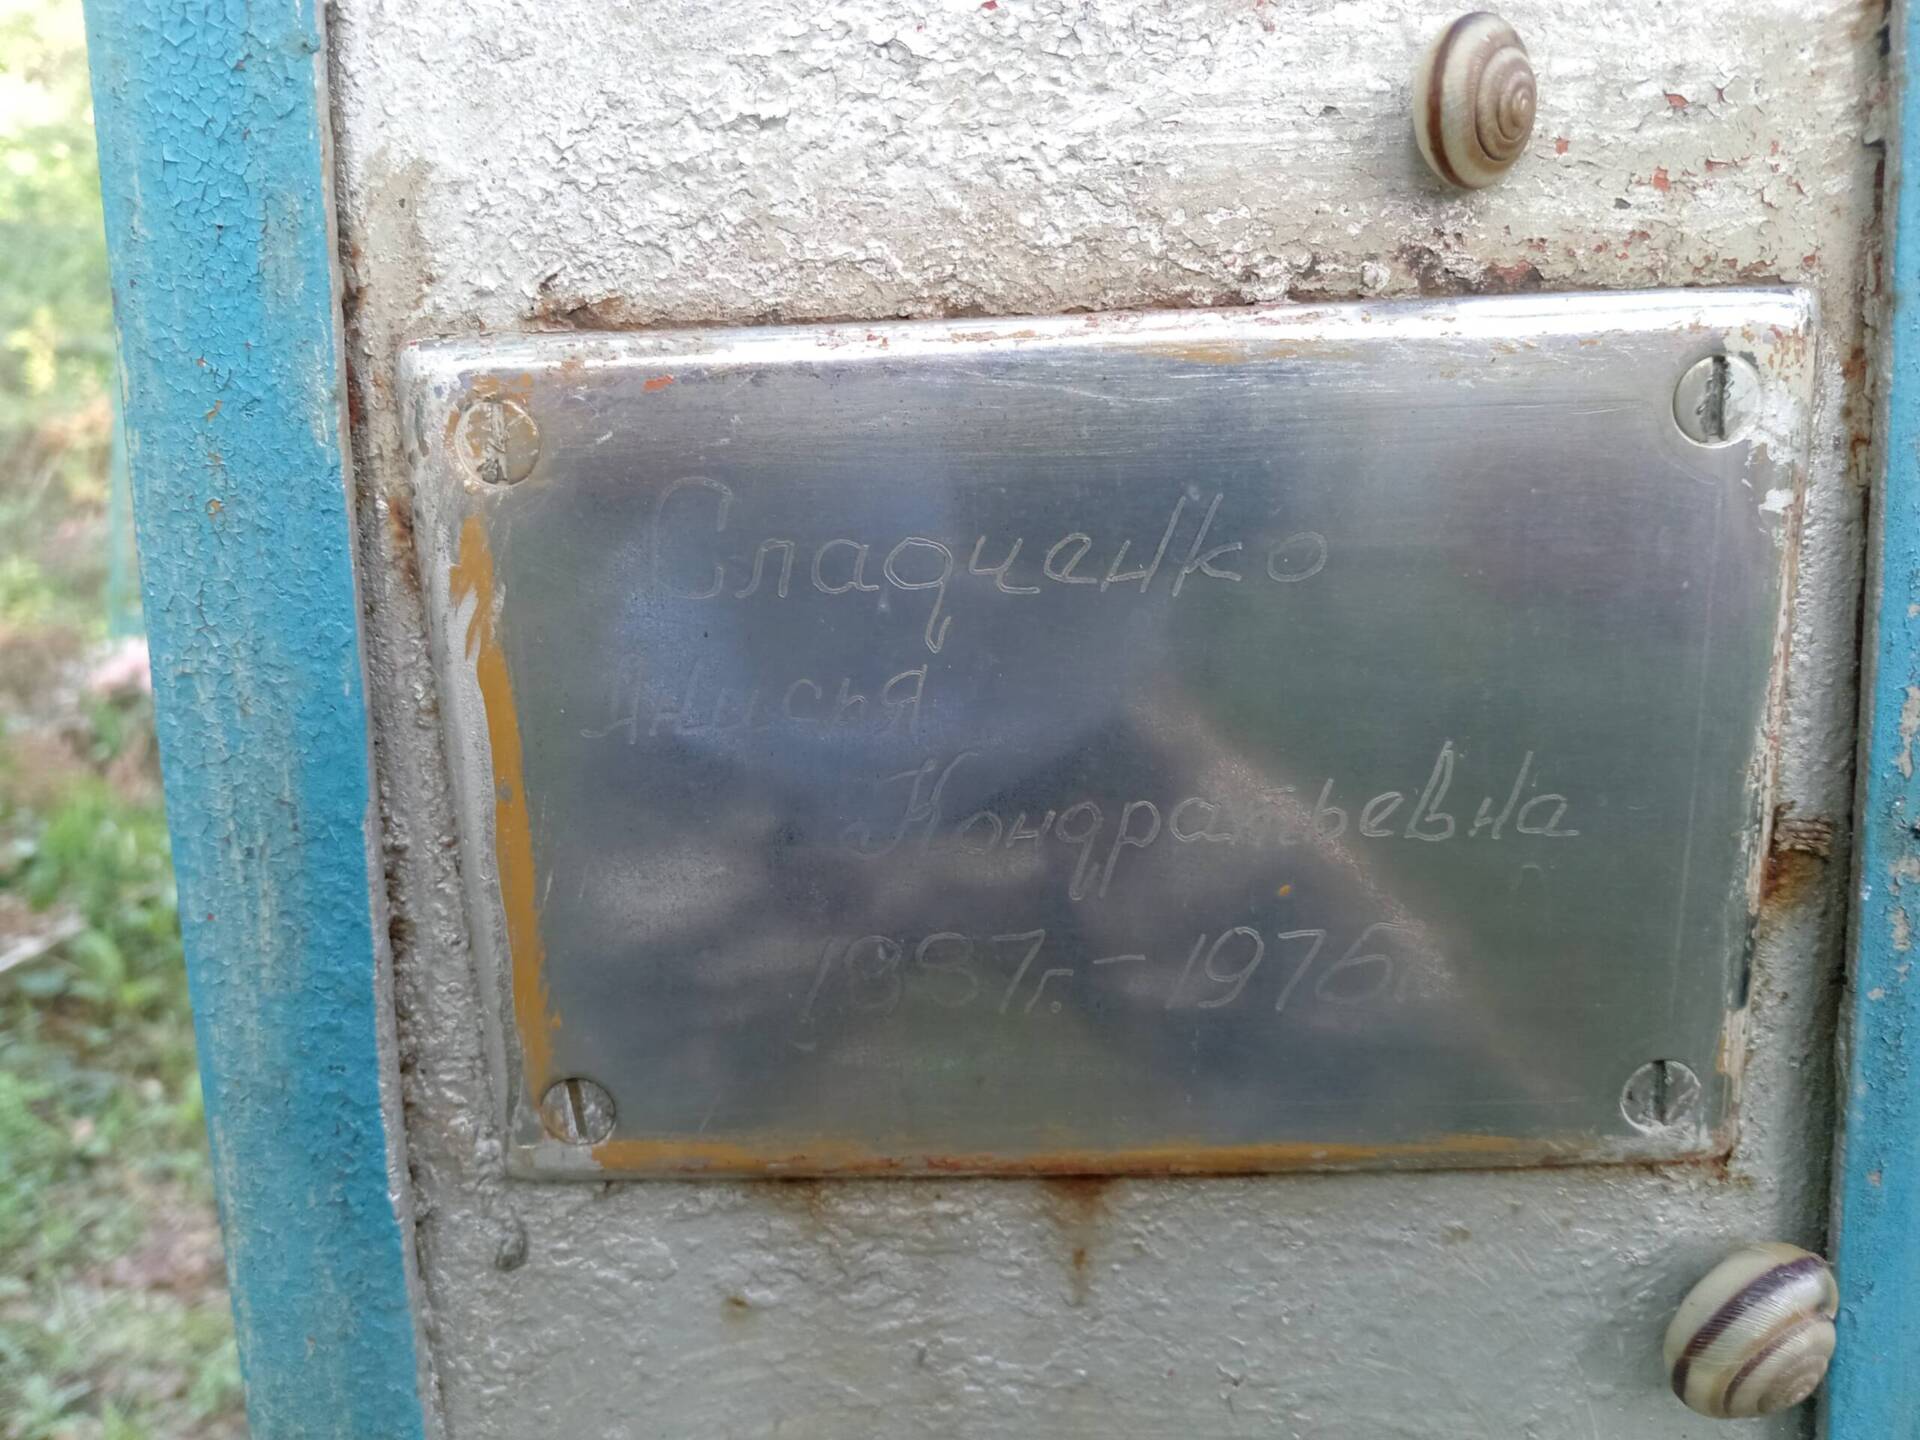 Сладченко
Анисья
Кондратьевна
1887г.-1976г.